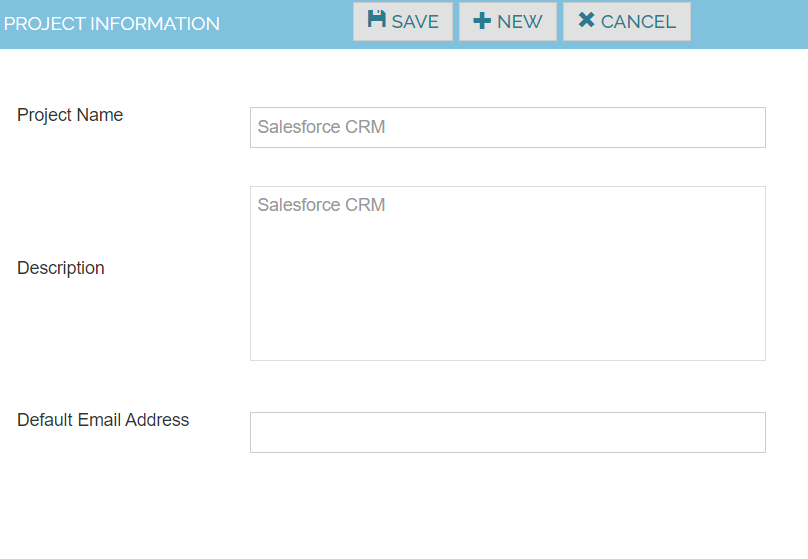 PROJECT INFORMATION SAVE NEW CANCEL
Project Name Salesforce CRM
Salesforce CRM
Description
Default Email Address